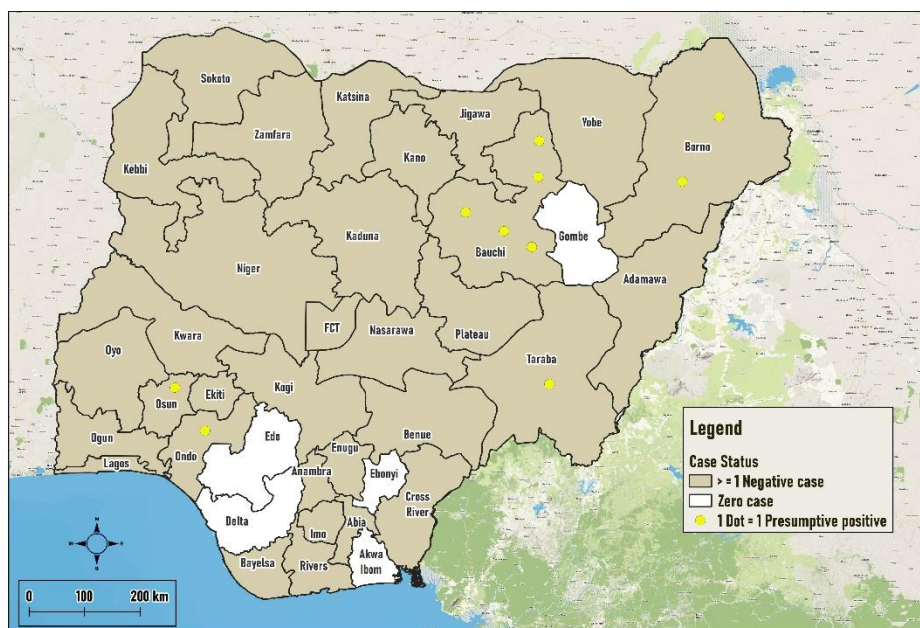 Sokoto
Katsina
Jigawa
Yobe
Borno
Zamfara
Kano
Kebbi
Kaduna
Gombe
Bauchi
Niger
Adamawa
FCT
Nasarawa
Plateau
Kwara
Oyo
Taraba
Kogi
Ekiti
Osun
Edo
Benue
Ogun
Enugu
Ondo
Anambra
Lagos
Ebonyi
Cross
River
Delta
Abia
Imo
Akwa
Ibom
Bayelsa
Rivers
N
W
E
S
0 100 200 km
Legend
Case Status
> = 1 Negative case
Zero case
1 Dot = 1 Presumptive positive